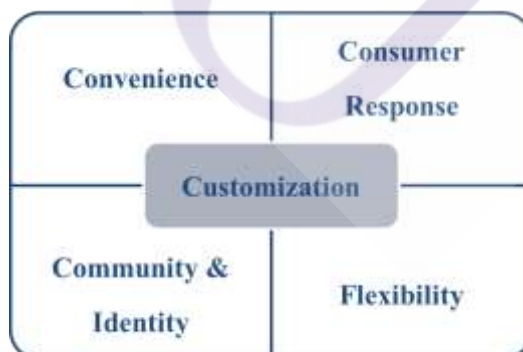 Convenience
Consumer
Response
Customization
Community &
Identity
Flexibility